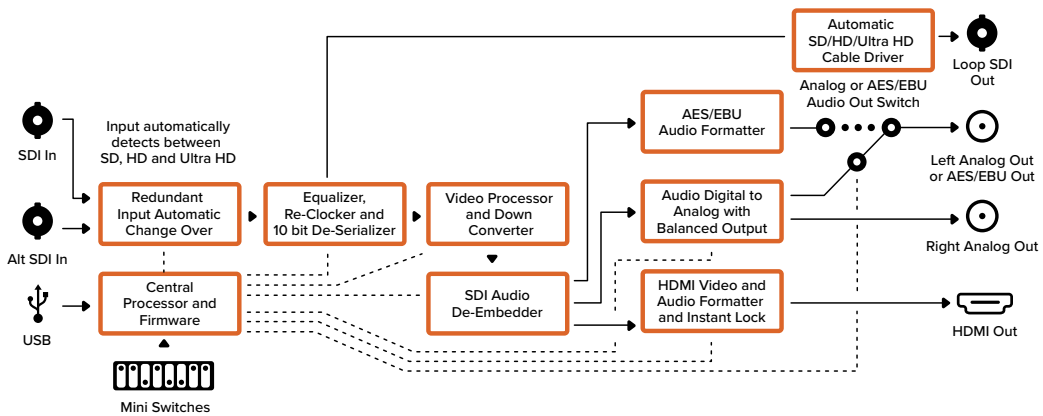 Automatic
SD/HD/Ultra HD
Cable Driver
Loop SDI
Out
Analog or AES/EBU
Audio Out Switch
AES/EBU
Audio Formatter
SDI In
Input automatically
detects between
SD, HD and Ultra HD
Left Analog Out
or AES/EBU Out
Redundant
Input Automatic
Change Over
Equalizer,
Re-Clocker and
10 bit De-Serializer
Video Processor
and Down
Converter
Audio Digital to
Analog with
Balanced Output
Right Analog Out
Alt SDI In
Central
Processor and
Firmware
SDI Audio
De-Embedder
HDMI Video and
Audio Formatter
and Instant Lock
HDMI Out
USB
Mini Switches